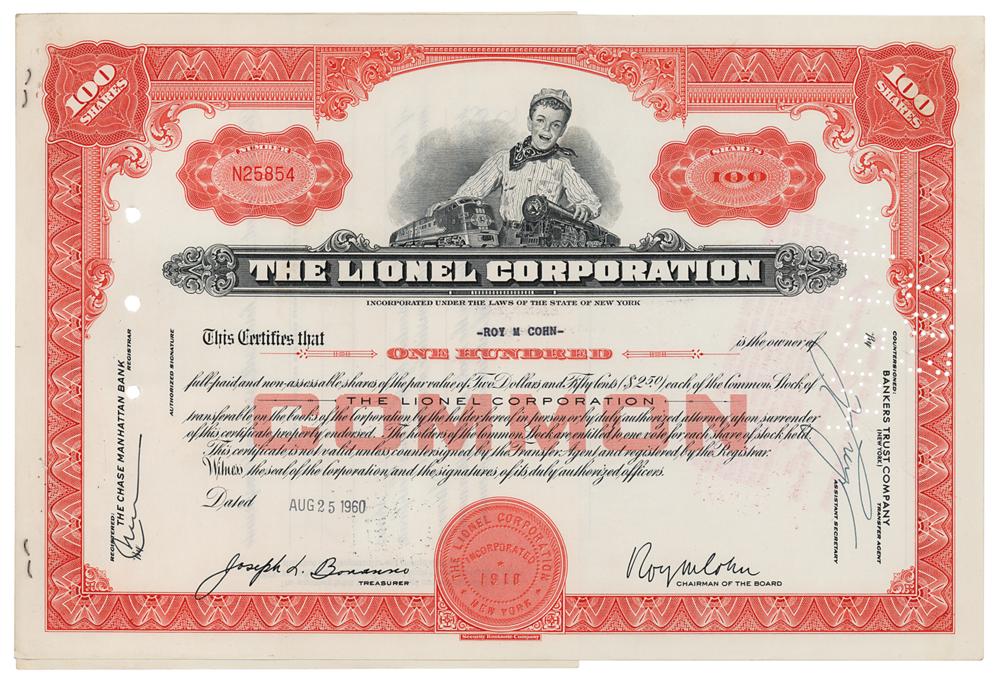 100 SHARES
100 SHARES
NUMBER
N25854
SHARES
100
THE LIONEL CORPORATION
INCORPORATED UNDER THE LAWS OF THE STATE OF NEW YORK
This Certifies that
-ROY M COHN-
is the owner of
ONE HUNDRED
full-paid and non-assessable shares of the par value of Two Dollars and Fifty Cents ($2.50) each of the Common Stock of
THE LIONEL CORPORATION
COMMON
transferable on the books of the Corporation by the holder hereof in person or by duly authorized attorney upon surrender
of this certificate properly endorsed. The holders of the Common Stock are entitled to one vote for each share of stock held.
This certificate is not valid unless countersigned by the Transfer Agent and registered by the Registrar.
Witness the seal of the Corporation and the signatures of its duly authorized officers.
Dated
AUG 25 1960
Joseph L. Bonanno
TREASURER
THE LIONEL CORPORATION
INCORPORATED
1918
NEW YORK
Roy M Cohn
CHAIRMAN OF THE BOARD
Security Banknote Company
REGISTERED:
THE CHASE MANHATTAN BANK
REGISTRAR
AUTHORIZED SIGNATURE
COUNTERSIGNED:
BANKERS TRUST COMPANY
(NEW YORK)
TRANSFER AGENT
By
ASSISTANT SECRETARY